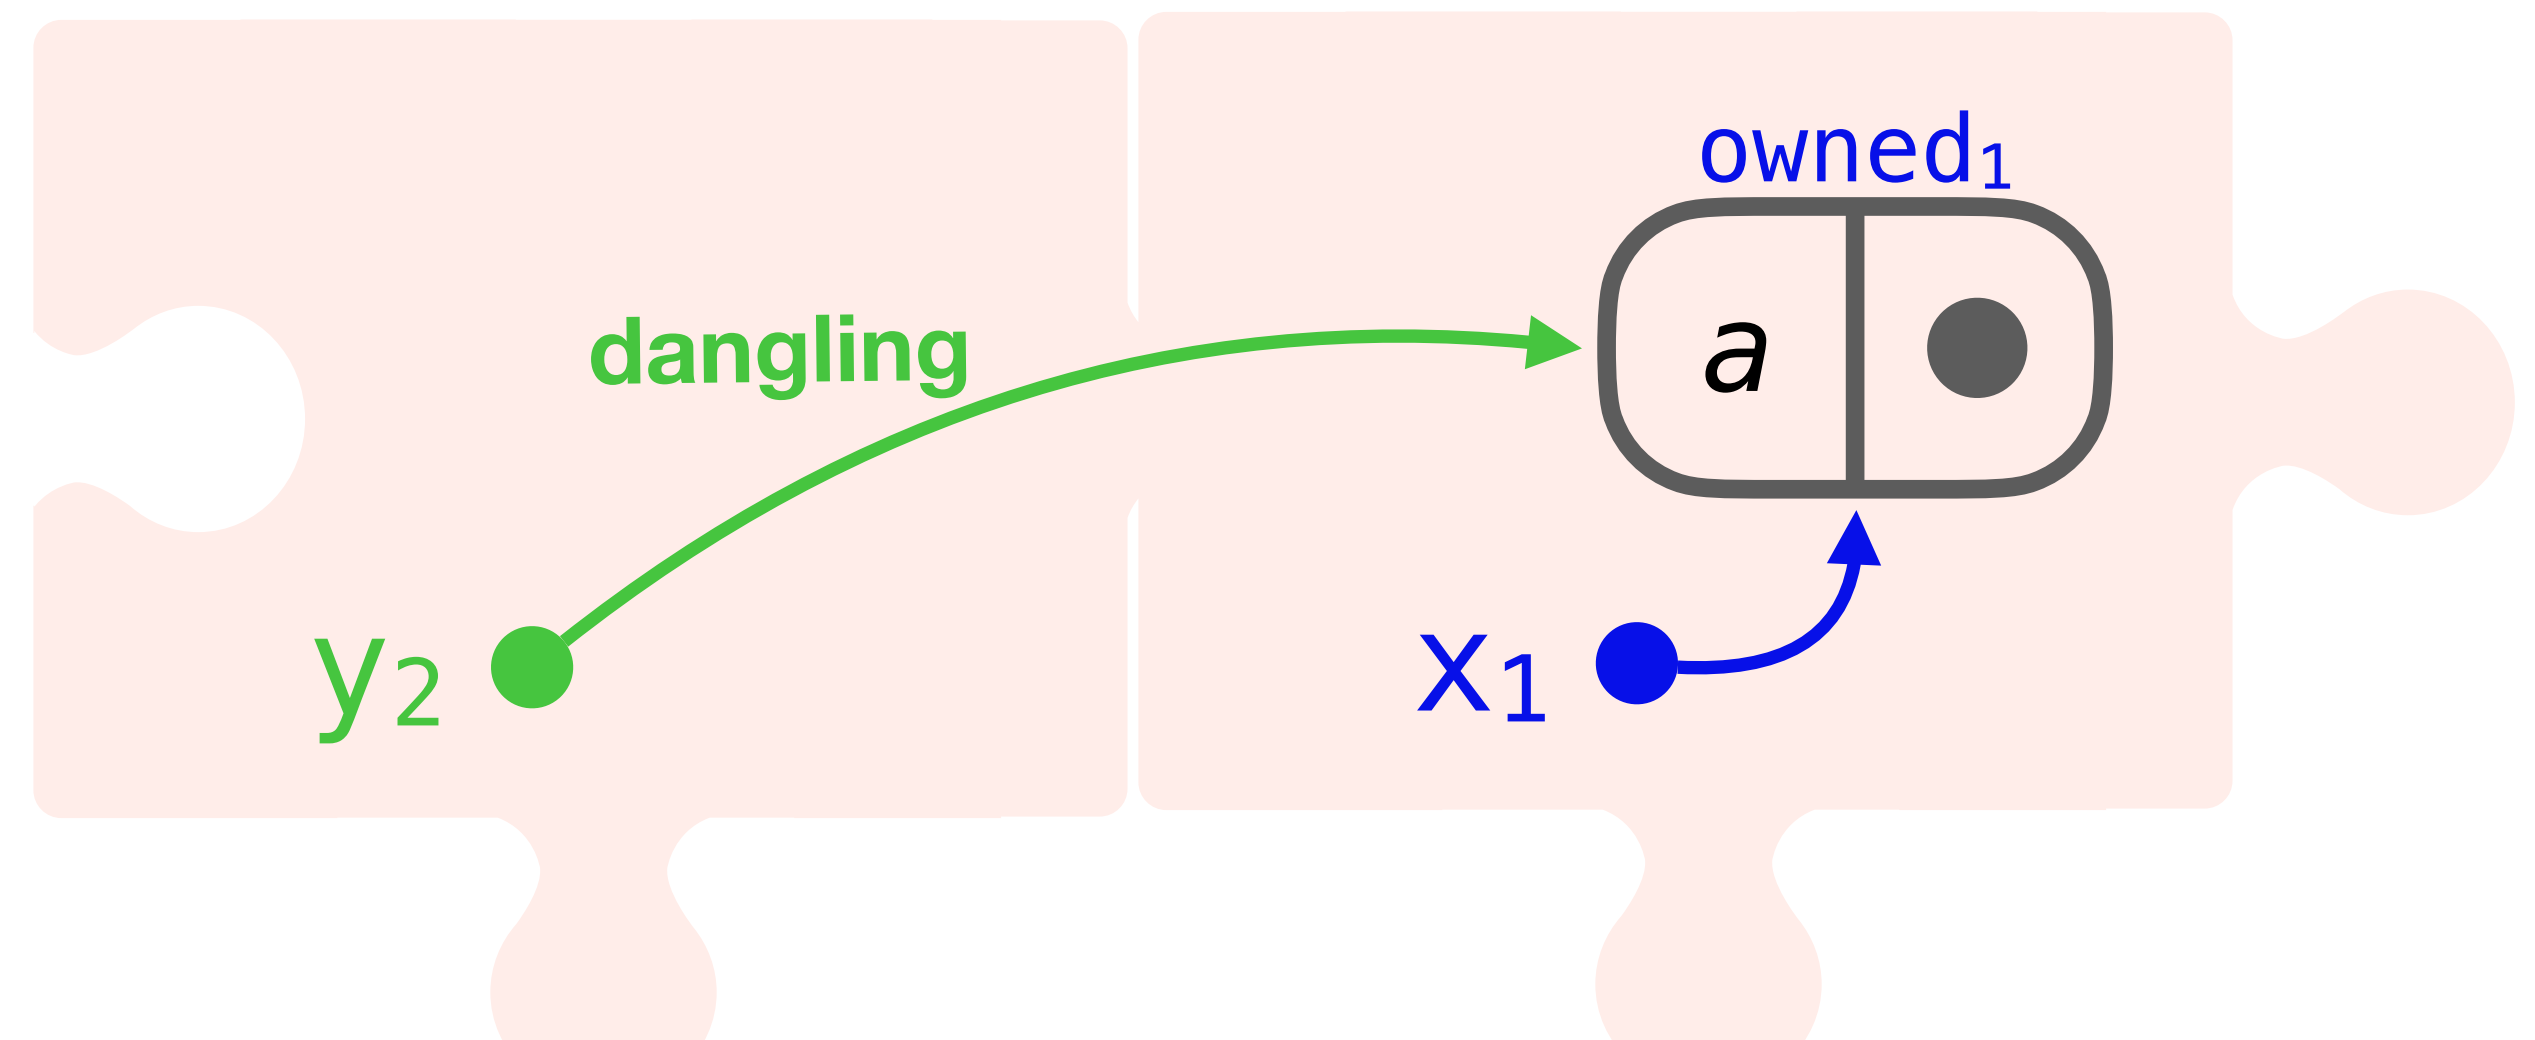 owned₁
dangling
a
y₂
x₁